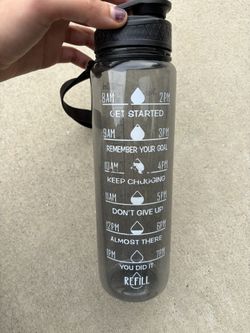 8AM 2PM
GET STARTED
9AM 3PM
REMEMBER YOUR GOAL
10AM 4PM
KEEP CHUGGING
11AM 5PM
DON'T GIVE UP
12PM 6PM
ALMOST THERE
1PM 7PM
YOU DID IT
REFILL